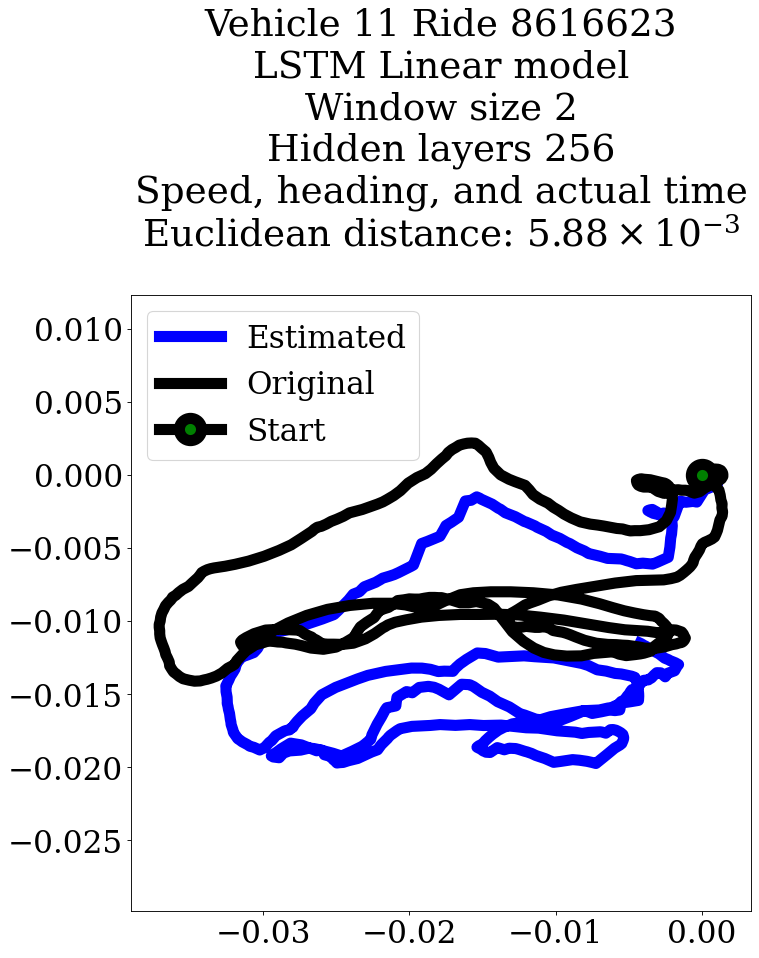 Vehicle 11 Ride 8616623
LSTM Linear model
Window size 2
Hidden layers 256
Speed, heading, and actual time
Euclidean distance: 5.88 × 10⁻³
Estimated
Original
Start
0.010
0.005
0.000
−0.005
−0.010
−0.015
−0.020
−0.025
−0.03 −0.02 −0.01 0.00